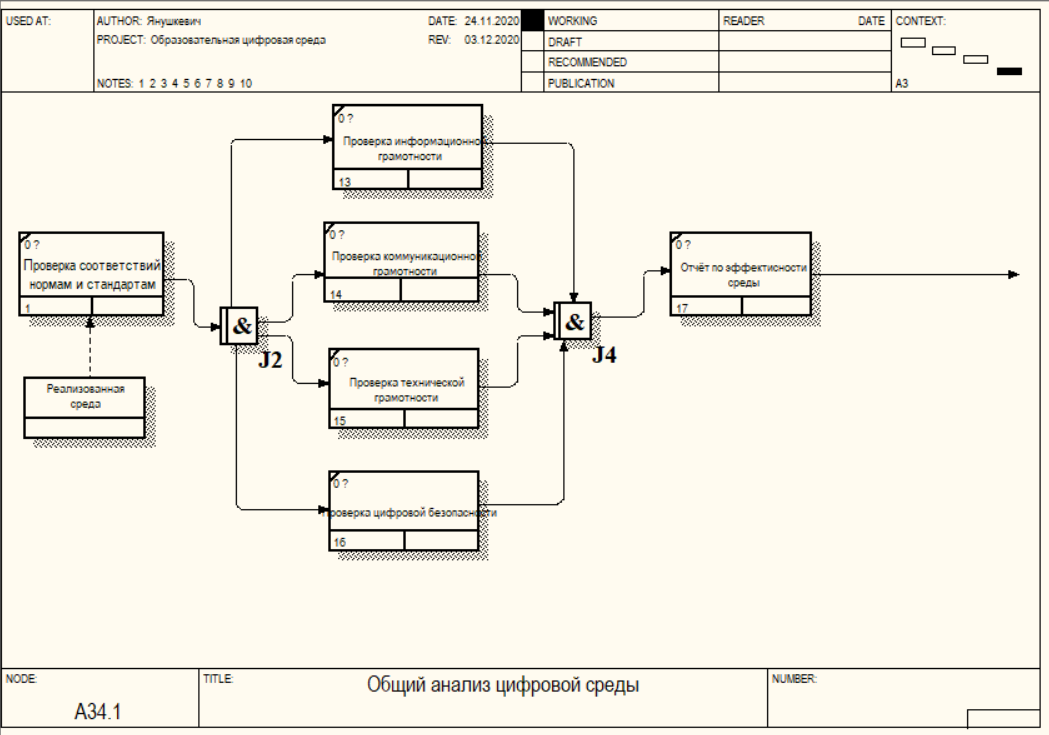 USED AT:
AUTHOR: Янушкевич
DATE: 24.11.2020
WORKING
READER
DATE
CONTEXT:
PROJECT: Образовательная цифровая среда
REV: 03.12.2020
DRAFT
RECOMMENDED
NOTES: 1 2 3 4 5 6 7 8 9 10
PUBLICATION
A3
0 ?
Проверка информационно
грамотности
13
0 ?
Проверка соответствий
нормам и стандартам
1
0 ?
Проверка коммуникационно
грамотности
14
0 ?
Отчёт по эффектисности
среды
17
&
J2
&
J4
Реализованная
среда
0 ?
Проверка технической
грамотности
15
0 ?
роверка цифровой безопасности
16
NODE:
TITLE:
Общий анализ цифровой среды
NUMBER:
A34.1